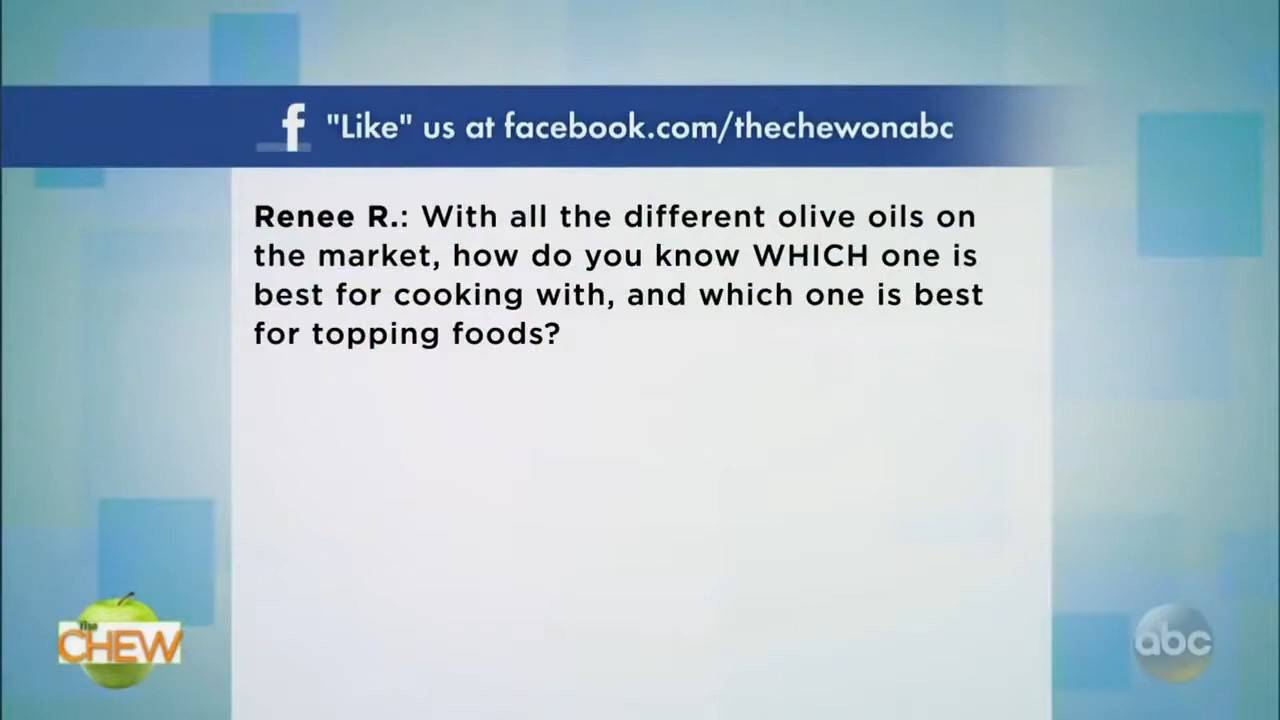 f "Like" us at facebook.com/thechewonabc
Renee R.: With all the different olive oils on
the market, how do you know WHICH one is
best for cooking with, and which one is best
for topping foods?
the
CHEW
abc